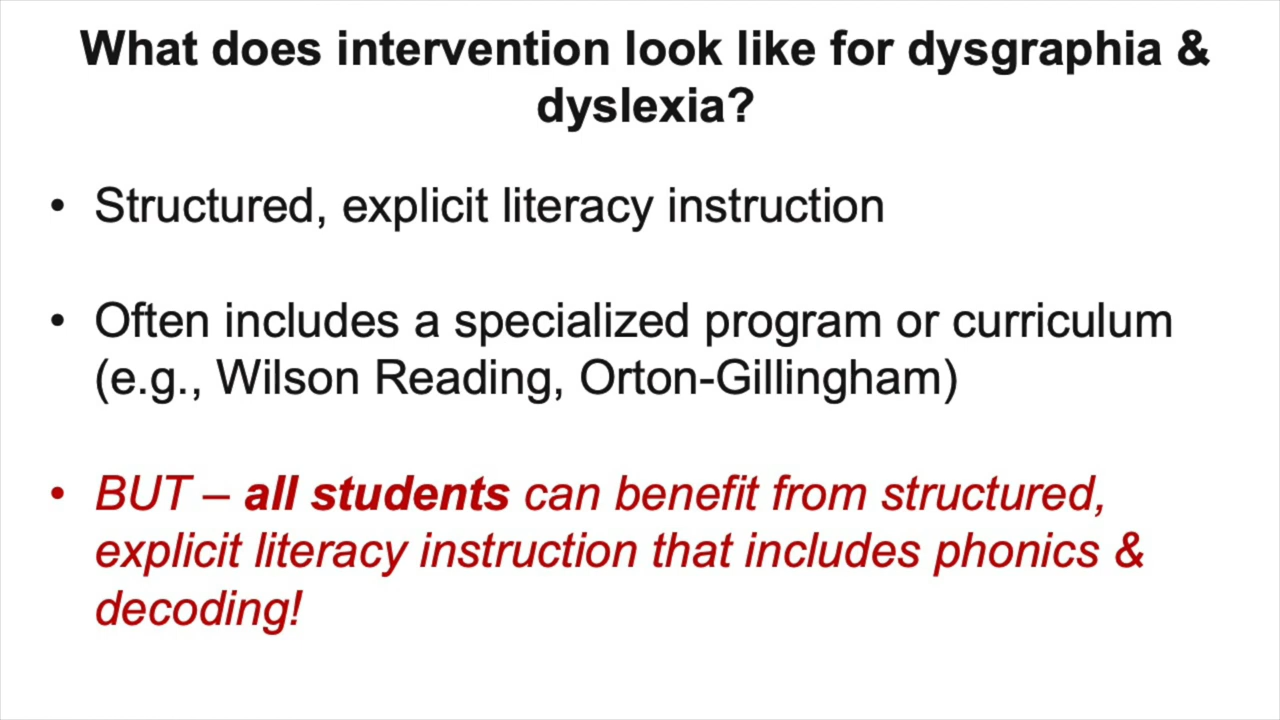 What does intervention look like for dysgraphia &
dyslexia?
• Structured, explicit literacy instruction
• Often includes a specialized program or curriculum
(e.g., Wilson Reading, Orton-Gillingham)
• BUT – all students can benefit from structured,
explicit literacy instruction that includes phonics &
decoding!